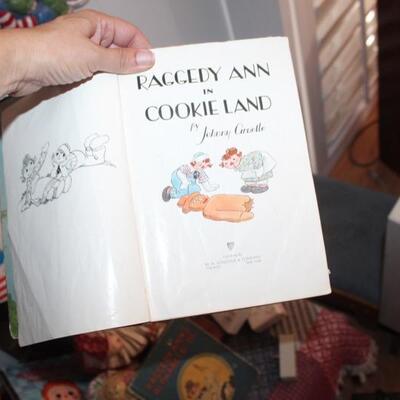 RAGGEDY ANN
IN
COOKIE LAND
by Johnny Gruelle